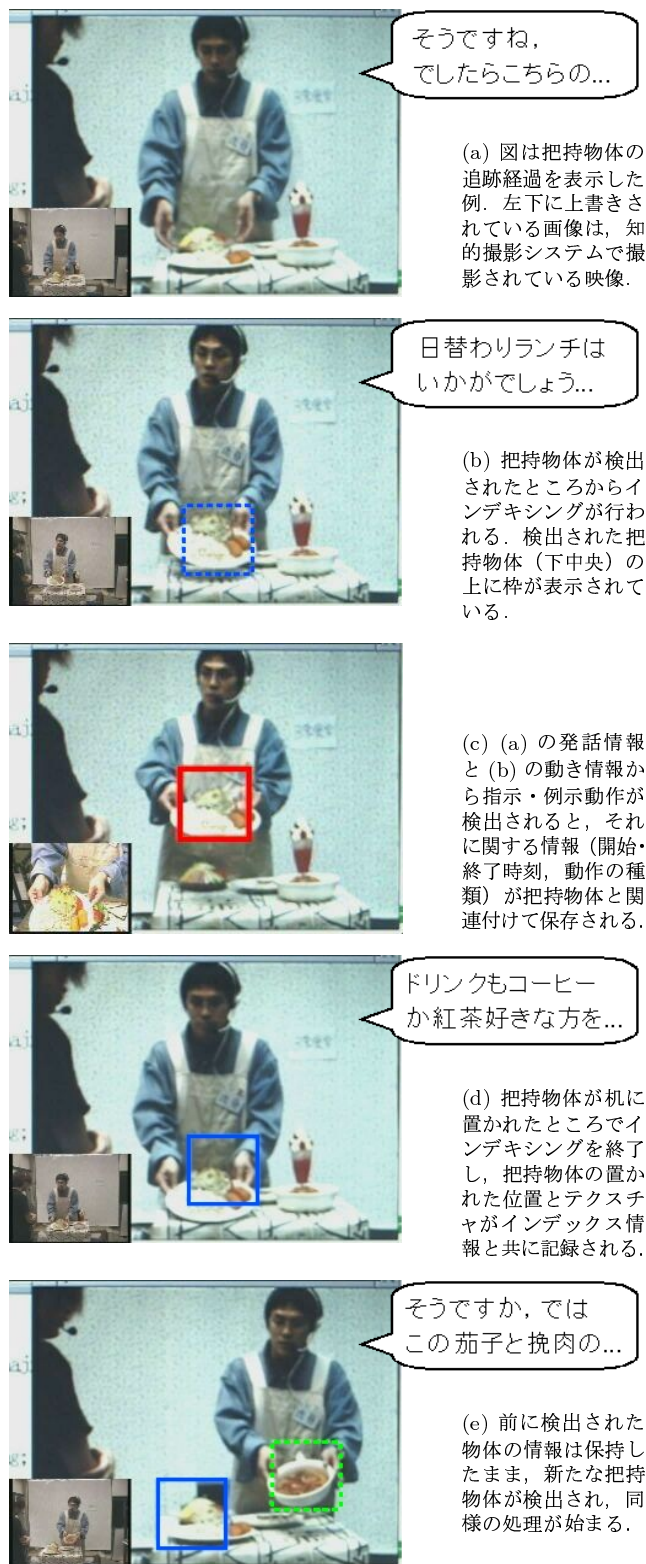 そうですね，
でしたらこちらの...
(a) 図は把持物体の
追跡経過を表示した
例．左下に上書きさ
れている画像は，知
的撮影システムで撮
影されている映像．
日替わりランチは
いかがでしょう...
(b) 把持物体が検出
されたところからイ
ンデキシングが行わ
れる．検出された把
持物体（下中央）の
上に枠が表示されて
いる．
(c) (a) の発話情報
と (b) の動き情報か
ら指示・例示動作が
検出されると，それ
に関する情報（開始・
終了時刻，動作の種
類）が把持物体と関
連付けて保存される．
ドリンクもコーヒー
か紅茶好きな方を...
(d) 把持物体が机に
置かれたところでイ
ンデキシングを終了
し，把持物体の置か
れた位置とテクスチ
ャがインデックス情
報と共に記録される．
そうですか，では
この茄子と挽肉の...
(e) 前に検出された
物体の情報は保持し
たまま，新たな把持
物体が検出され，同
様の処理が始まる．